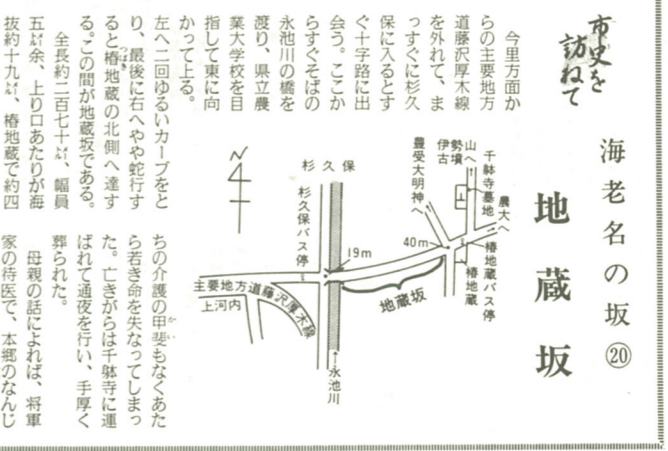 市史を
訪ねて
海老名の坂⑳
地蔵坂
今里方面か
らの主要地方
道藤沢厚木線
を外れて、ま
っすぐに杉久
保に入るとす
ぐ十字路に出
会う。ここか
らすぐそばの
永池川の橋を
渡り、県立農
業大学校を目
指して東に向
かって上る。
左へ二回ゆるいカーブをと
り、最後に右へやや蛇行す
ると椿地蔵の北側へ達す
る。この間が地蔵坂である。
全長約二百七十㍍、幅員
五㍍余、上り口あたりが海
抜約十九㍍、椿地蔵で約四
つばき
農大へ
千躰寺墓地
山へ
勢墳
伊古
豊受大明神へ
椿地蔵バス停
椿地蔵
40m
19m
地蔵坂
杉久保
杉久保バス停
主要地方道藤沢厚木線
上河内
←永池川
N
4
ちの介護の甲斐もなくあた
かい
ら若き命を失なってしまっ
た。亡きがらは千躰寺に運
ばれて通夜を行い、手厚く
葬られた。
母親の話によれば、将軍
家の待医で、本郷のなんじ